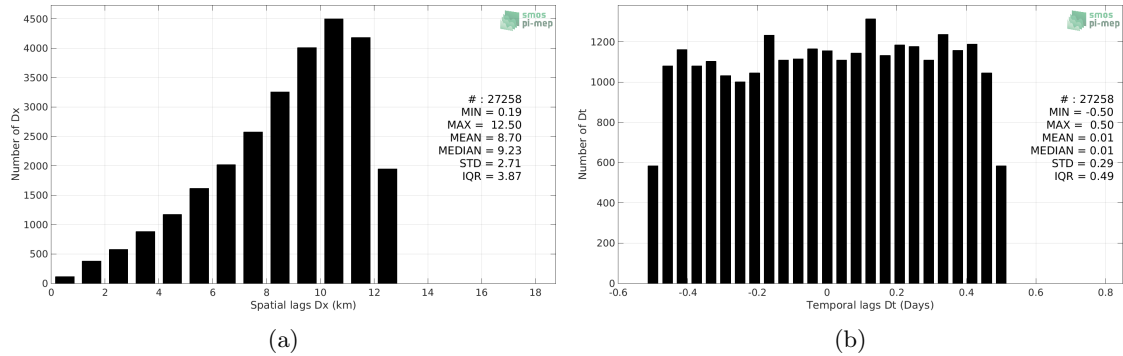 smos
pi-mep
4500
4000
3500
3000
2500
2000
1500
1000
500
0
Number of Dx
# : 27258
MIN = 0.19
MAX = 12.50
MEAN = 8.70
MEDIAN = 9.23
STD = 2.71
IQR = 3.87
0 2 4 6 8 10 12 14 16 18
Spatial lags Dx (km)
(a)
smos
pi-mep
1200
1000
800
600
400
200
0
Number of Dt
# : 27258
MIN = -0.50
MAX = 0.50
MEAN = 0.01
MEDIAN = 0.01
STD = 0.29
IQR = 0.49
-0.6 -0.4 -0.2 0 0.2 0.4 0.6 0.8
Temporal lags Dt (Days)
(b)